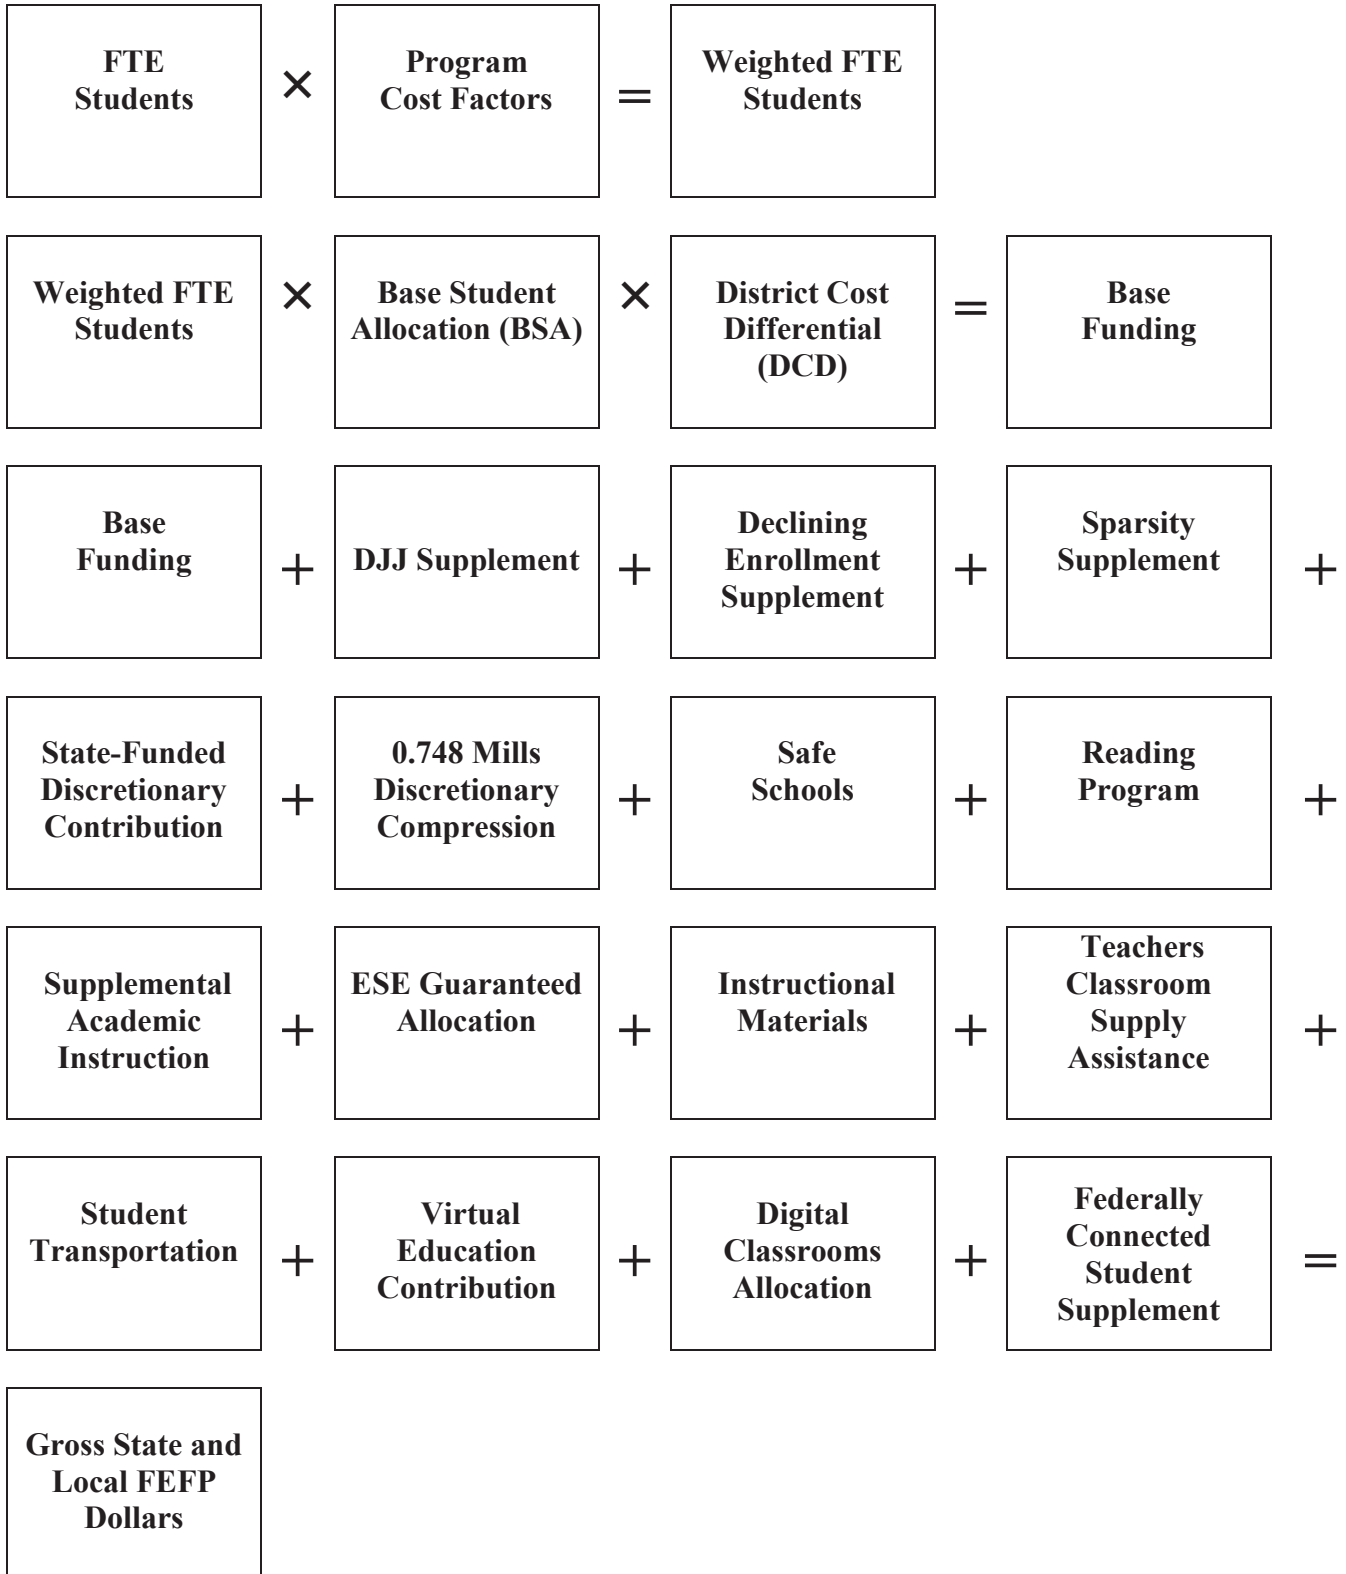 FTE
Students
×
Program
Cost Factors
=
Weighted FTE
Students
Weighted FTE
Students
×
Base Student
Allocation (BSA)
×
District Cost
Differential
(DCD)
=
Base
Funding
Base
Funding
+
DJJ Supplement
+
Declining
Enrollment
Supplement
+
Sparsity
Supplement
+
State-Funded
Discretionary
Contribution
+
0.748 Mills
Discretionary
Compression
+
Safe
Schools
+
Reading
Program
+
Supplemental
Academic
Instruction
+
ESE Guaranteed
Allocation
+
Instructional
Materials
+
Teachers
Classroom
Supply
Assistance
+
Student
Transportation
+
Virtual
Education
Contribution
+
Digital
Classrooms
Allocation
+
Federally
Connected
Student
Supplement
=
Gross State and
Local FEFP
Dollars